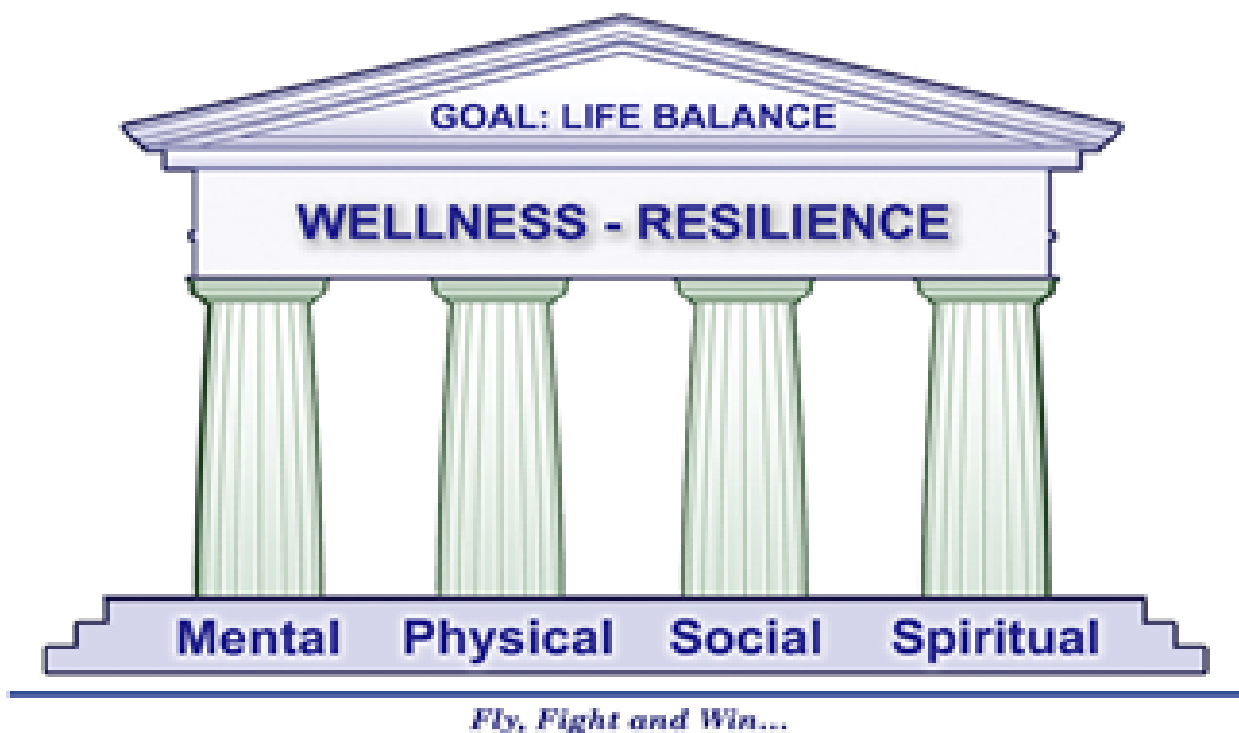 GOAL: LIFE BALANCE
WELLNESS - RESILIENCE
Mental Physical Social Spiritual
Fly, Fight and Win...